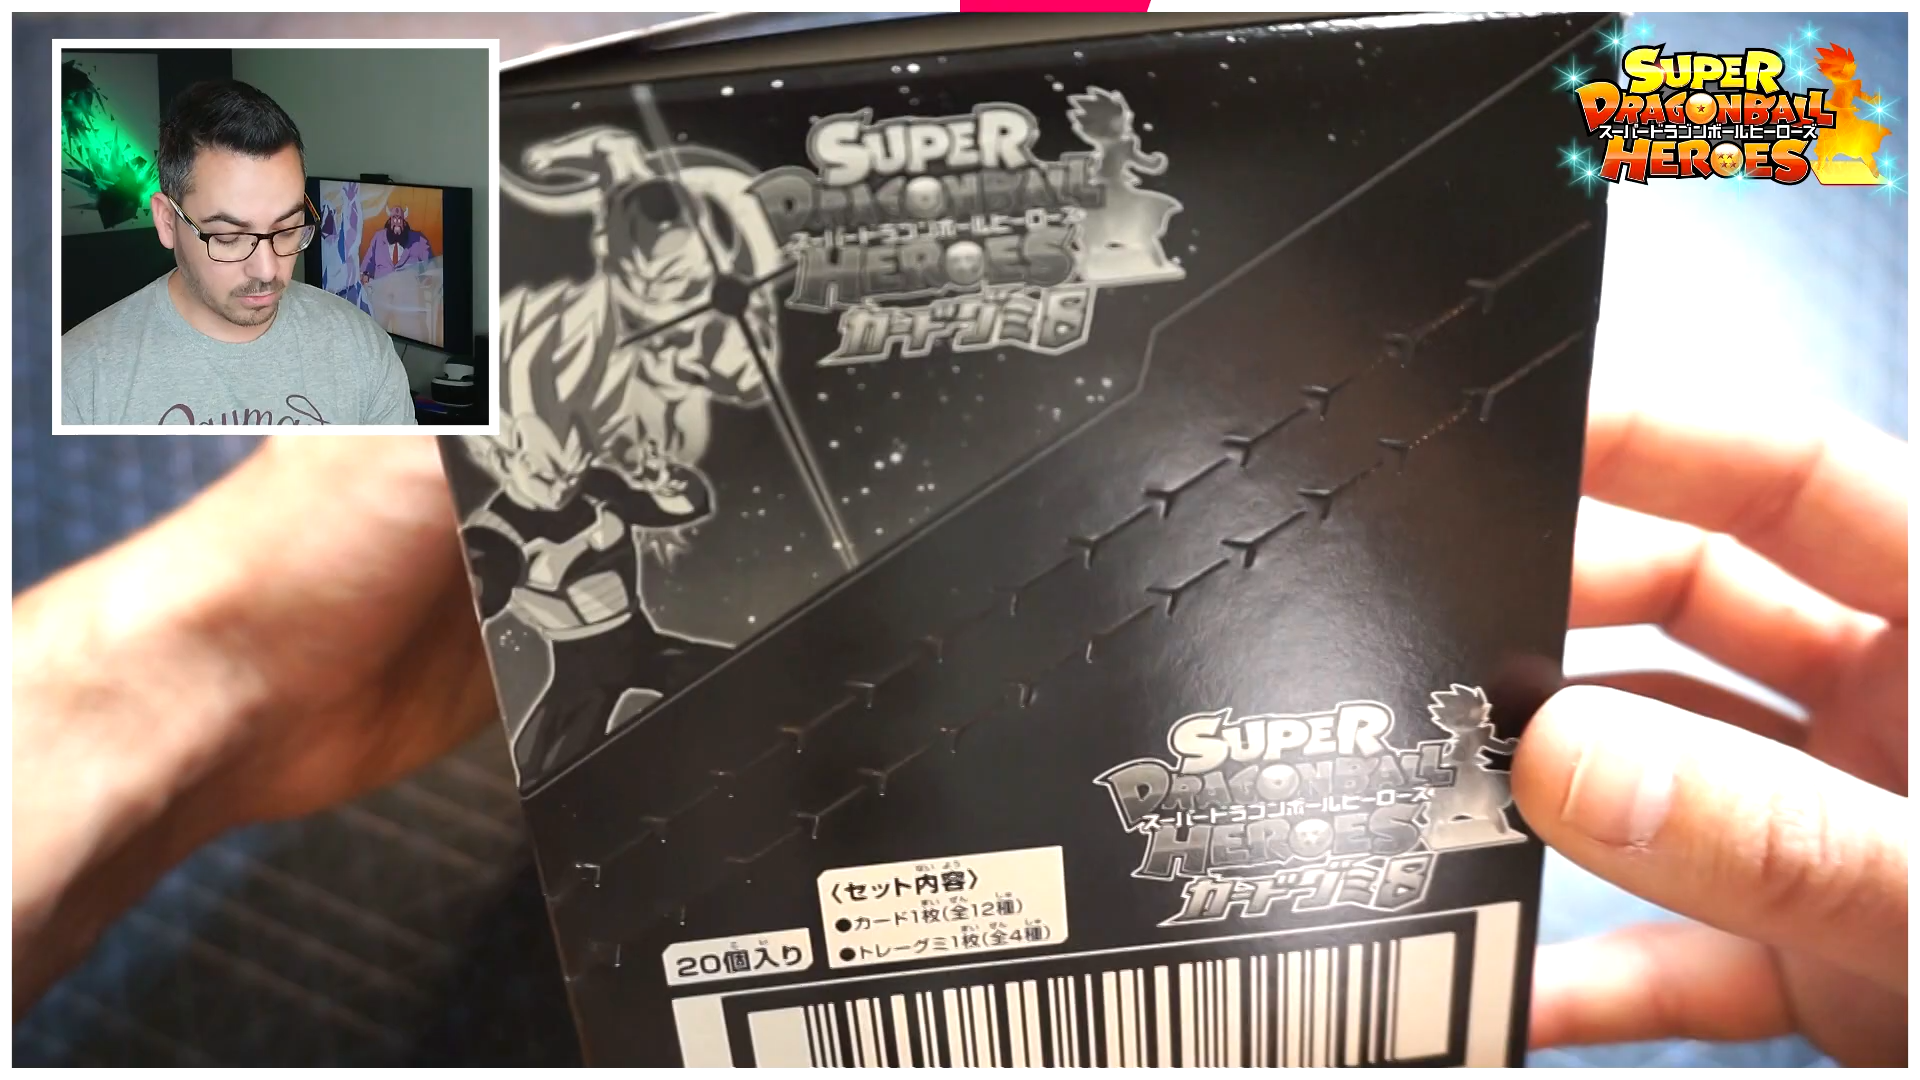 SUPER
DRAGONBALL
スーパードラゴンボールヒーローズ
HEROES
SUPER
DRAGONBALL
スーパードラゴンボールヒーローズ
HEROES
カードグミ18
SUPER
DRAGONBALL
スーパードラゴンボールヒーローズ
HEROES
カードグミ18
〈セット内容〉
●カード1枚(全12種)
●トレーグミ1枚(全4種)
20個入り